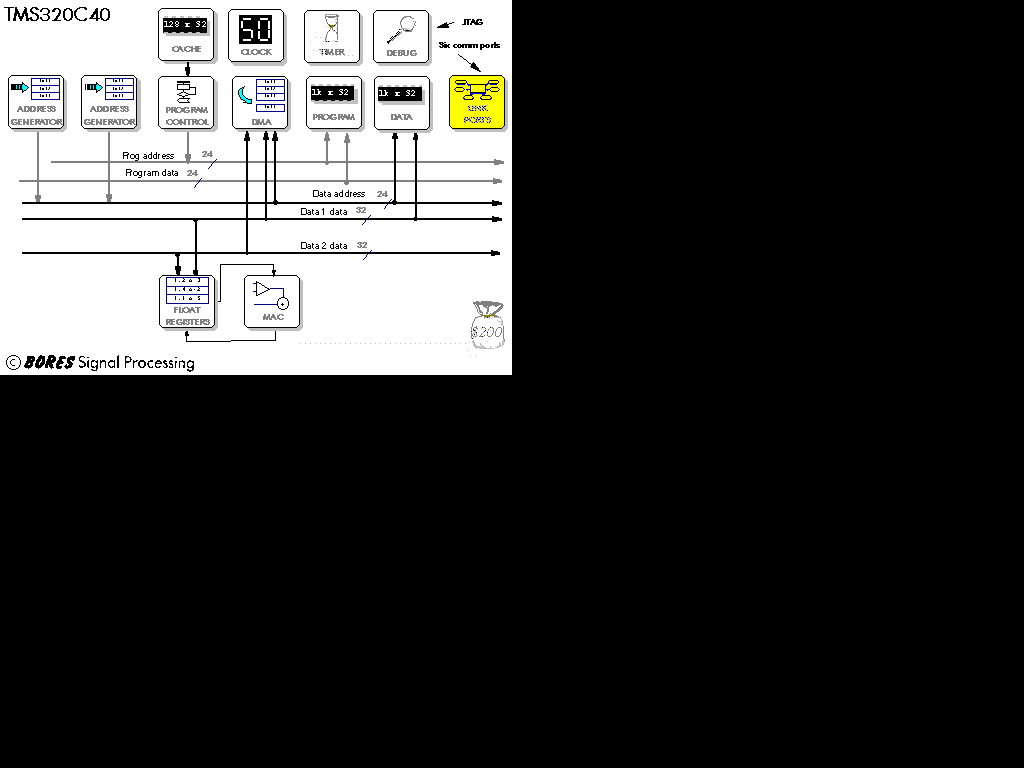 TMS320C40
128 x 32
CACHE
50
CLOCK
TIMER
DEBUG
JTAG
Six comm ports
ADDRESS
GENERATOR
ADDRESS
GENERATOR
PROGRAM
CONTROL
DMA
1k x 32
PROGRAM
1k x 32
DATA
LINK
PORTS
Prog address 24
Program data 24
Data address 24
Data 1 data 32
Data 2 data 32
FLOAT
REGISTERS
MAC
$200
© BORES Signal Processing